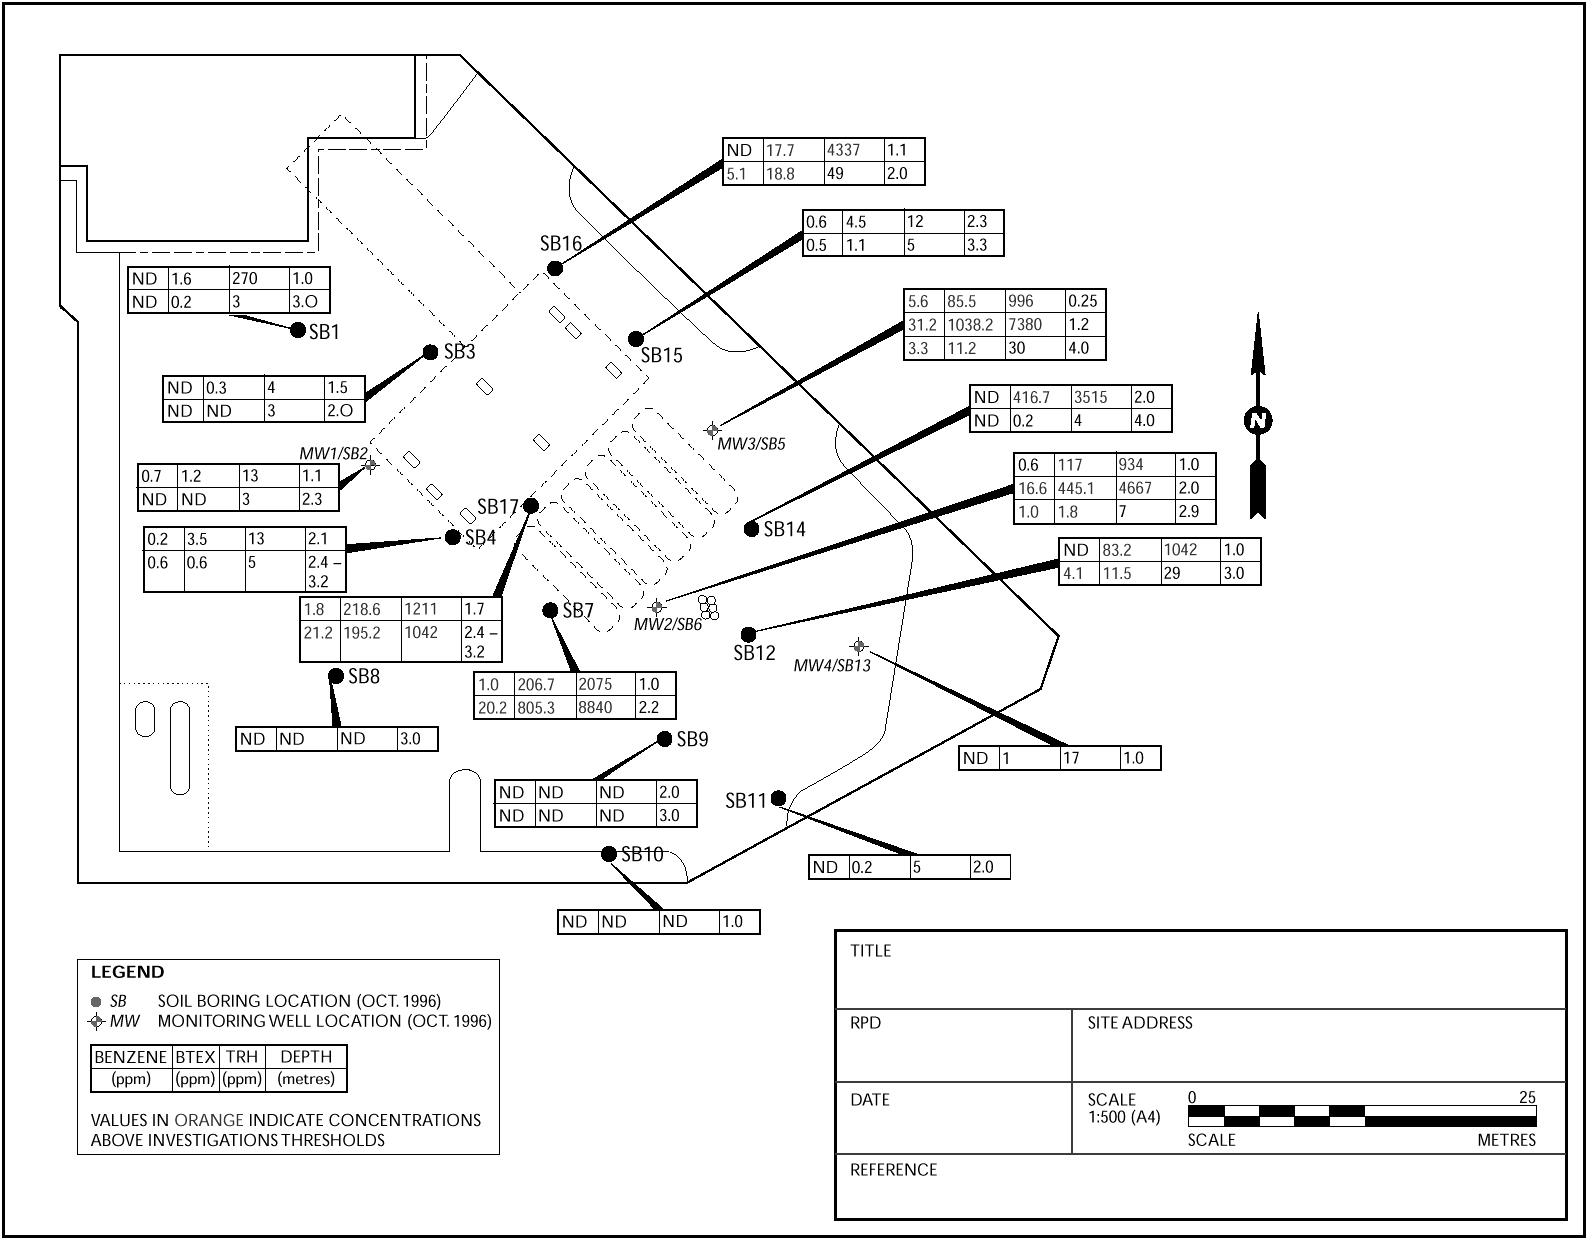 ND 17.7 4337 1.1
5.1 18.8 49 2.0
0.6 4.5 12 2.3
0.5 1.1 5 3.3
SB16
ND 1.6 270 1.0
ND 0.2 3 3.O
SB1
5.6 85.5 996 0.25
31.2 1038.2 7380 1.2
3.3 11.2 30 4.0
SB3
SB15
ND 0.3 4 1.5
ND ND 3 2.O
ND 416.7 3515 2.0
ND 0.2 4 4.0
N
MW3/SB5
MW1/SB2
0.7 1.2 13 1.1
ND ND 3 2.3
0.6 117 934 1.0
16.6 445.1 4667 2.0
1.0 1.8 7 2.9
SB17
SB4
SB14
0.2 3.5 13 2.1
0.6 0.6 5 2.4 –
3.2
ND 83.2 1042 1.0
4.1 11.5 29 3.0
1.8 218.6 1211 1.7
21.2 195.2 1042 2.4 –
3.2
SB7
MW2/SB6
SB12
MW4/SB13
SB8
1.0 206.7 2075 1.0
20.2 805.3 8840 2.2
ND ND ND 3.0
SB9
ND 1 17 1.0
ND ND ND 2.0
ND ND ND 3.0
SB11
SB10
ND 0.2 5 2.0
ND ND ND 1.0
LEGEND
SB SOIL BORING LOCATION (OCT. 1996)
MW MONITORING WELL LOCATION (OCT. 1996)
BENZENE BTEX TRH DEPTH
(ppm) (ppm) (ppm) (metres)
VALUES IN ORANGE INDICATE CONCENTRATIONS
ABOVE INVESTIGATIONS THRESHOLDS
TITLE
RPD
SITE ADDRESS
DATE
SCALE
1:500 (A4)
0 25
SCALE METRES
REFERENCE